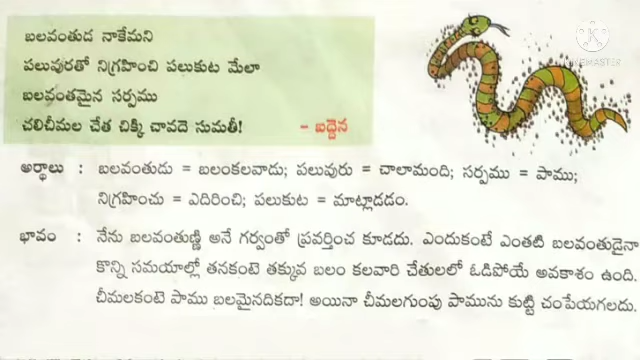 బలవంతుడ నాకేమని
పలువురతో నిగ్రహించి పలుకుట మేలా
బలవంతమైన సర్పము
చలిచీమల చేత చిక్కి చావదె సుమతీ! - బద్దెన
అర్థాలు : బలవంతుడు = బలంకలవాడు; పలువురు = చాలామంది; సర్పము = పాము;
నిగ్రహించు = ఎదిరించి; పలుకుట = మాట్లాడడం.
భావం : నేను బలవంతుణ్ణి అనే గర్వంతో ప్రవర్తించ కూడదు. ఎందుకంటే ఎంతటి బలవంతుడైనా
కొన్ని సమయాల్లో తనకంటె తక్కువ బలం కలవారి చేతులలో ఓడిపోయే అవకాశం ఉంది.
చీమలకంటె పాము బలమైనదికదా! అయినా చీమలగుంపు పామును కుట్టి చంపేయగలదు.
KINEMASTER